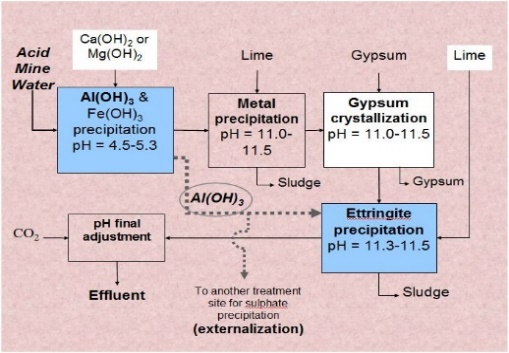 Acid
Mine
Water
Ca(OH)₂ or
Mg(OH)₂
Lime
Gypsum
Lime
Al(OH)₃ &
Fe(OH)₃
precipitation
pH = 4.5-5.3
Metal
precipitation
pH = 11.0-
11.5
Gypsum
crystallization
pH = 11.0-11.5
Sludge
Gypsum
Al(OH)₃
Ettringite
precipitation
pH = 11.3-11.5
CO₂
pH final
adjustment
Effluent
To another treatment
site for sulphate
precipitation
(externalization)
Sludge